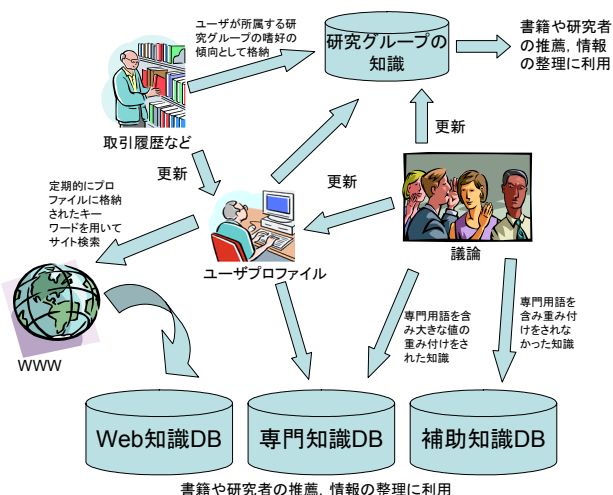 ユーザが所属する研
究グループの嗜好の
傾向として格納
研究グループの
知識
書籍や研究者
の推薦，情報
の整理に利用
取引履歴など
更新
更新
更新
定期的にプロ
ファイルに格納
されたキー
ワードを用いて
サイト検索
ユーザプロファイル
議論
WWW
専門用語を含
み大きな値の
重み付けをさ
れた知識
専門用語を
含み重み付
けをされな
かった知識
Web知識DB
専門知識DB
補助知識DB
書籍や研究者の推薦，情報の整理に利用